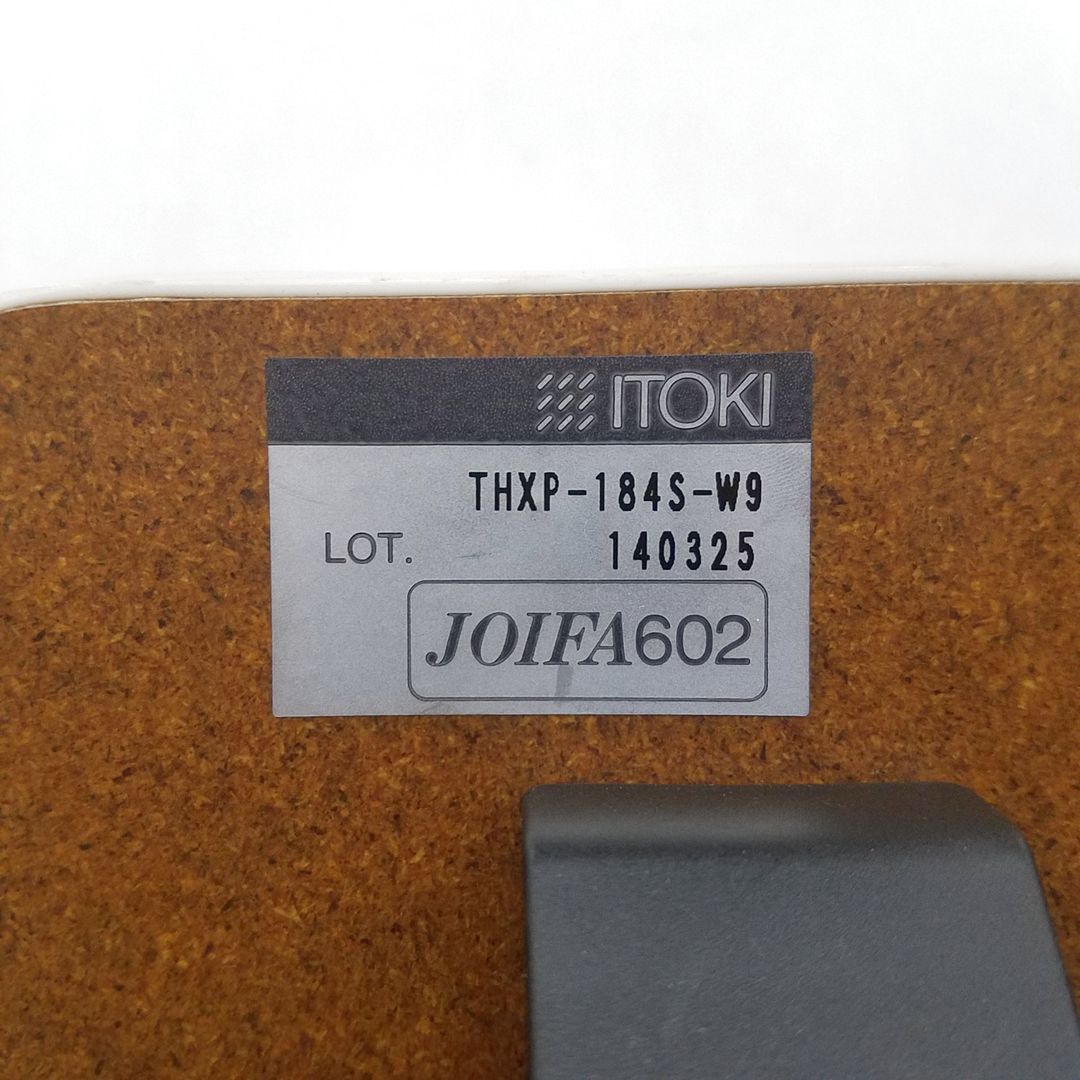 ITOKI
THXP-184S-W9
LOT. 140325
JOIFA602